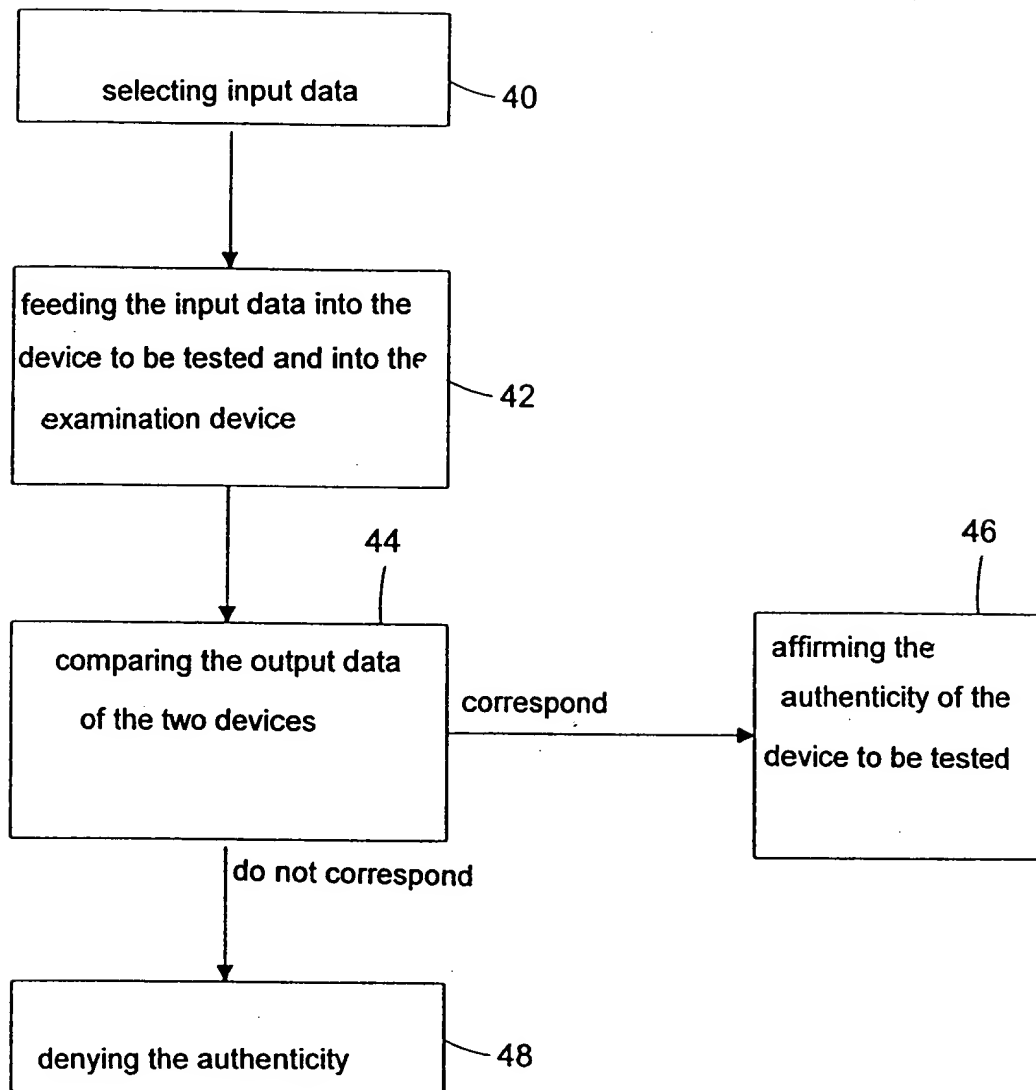 selecting input data
40
feeding the input data into the
device to be tested and into the
examination device
42
44
comparing the output data
of the two devices
correspond
46
affirming the
authenticity of the
device to be tested
do not correspond
denying the authenticity
48